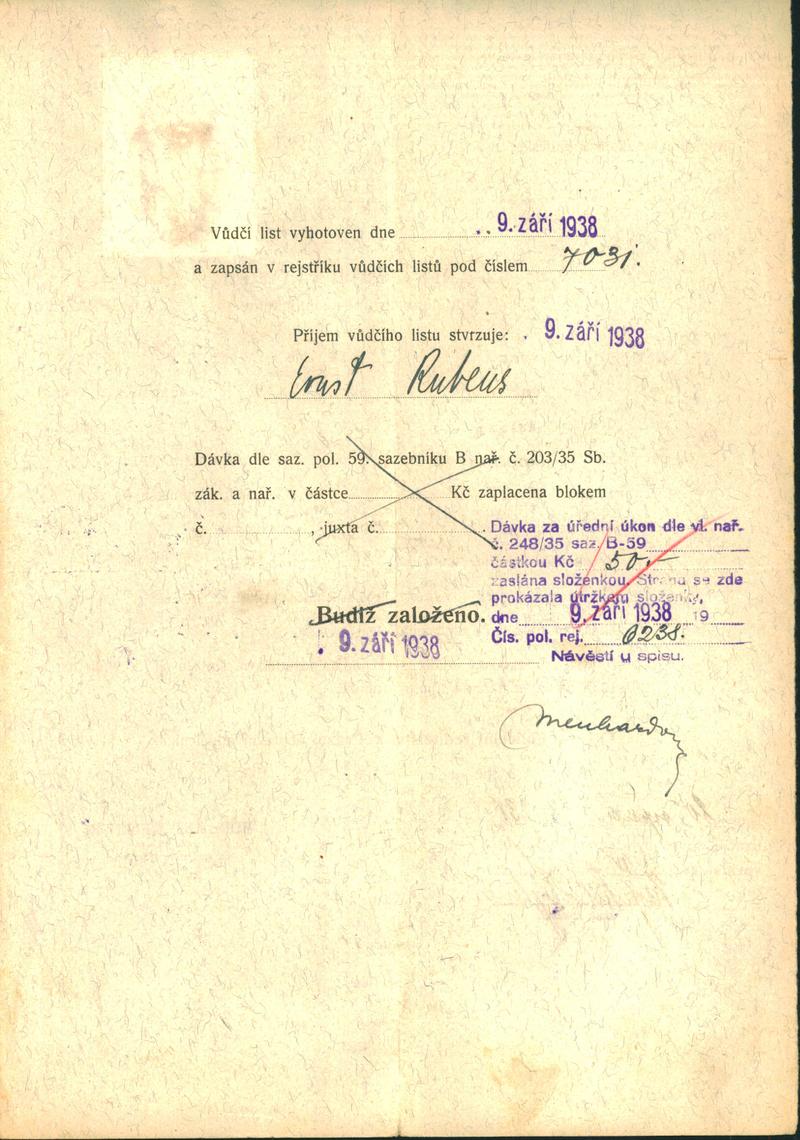 Vůdčí list vyhotoven dne 9. září 1938
a zapsán v rejstříku vůdčích listů pod číslem 7031.
Příjem vůdčího listu stvrzuje: 9. září 1938
Ernst Rubens
Dávka dle saz. pol. 59. sazebníku B nař. č. 203/35 Sb.
zák. a nař. v částce Kč zaplacena blokem
č. , juxta č. .
Dávka za úřední úkon dle vl. nař.
č. 248/35 saz. B-59
částkou Kč 50.-
zaslána složenkou. Strana se zde
prokázala útržkem složenky,
dne 9. září 1938 19
Čís. pol. rej. 6238.
Návěstí u spisu.
Budiž založeno.
9. září 1938